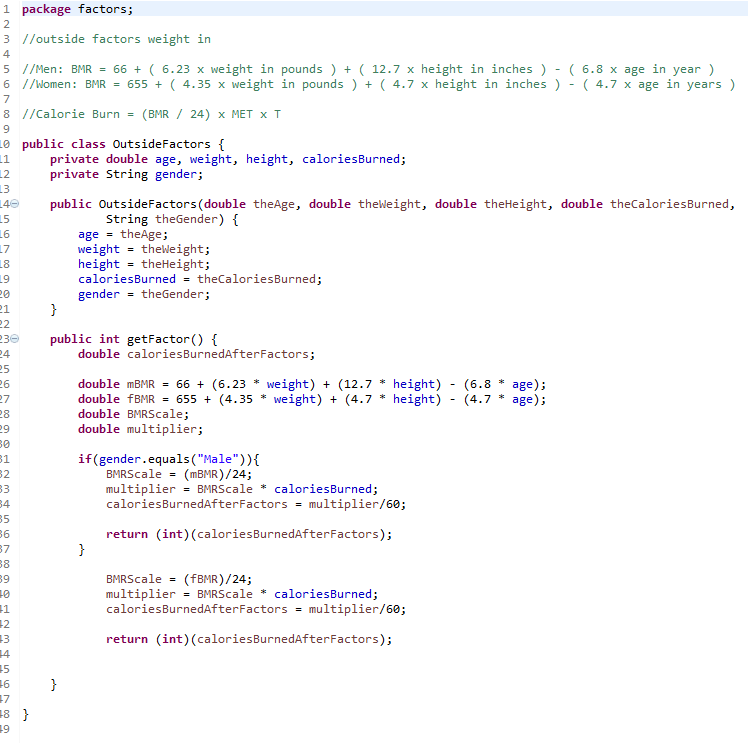 1 package factors;
2
3 //outside factors weight in
4
5 //Men: BMR = 66 + ( 6.23 x weight in pounds ) + ( 12.7 x height in inches ) - ( 6.8 x age in year )
6 //Women: BMR = 655 + ( 4.35 x weight in pounds ) + ( 4.7 x height in inches ) - ( 4.7 x age in years )
7
8 //Calorie Burn = (BMR / 24) x MET x T
9
10 public class OutsideFactors {
11     private double age, weight, height, caloriesBurned;
12     private String gender;
13
14     public OutsideFactors(double theAge, double theWeight, double theHeight, double theCaloriesBurned,
15             String theGender) {
16         age = theAge;
17         weight = theWeight;
18         height = theHeight;
19         caloriesBurned = theCaloriesBurned;
20         gender = theGender;
21     }
22
23     public int getFactor() {
24         double caloriesBurnedAfterFactors;
25
26         double mBMR = 66 + (6.23 * weight) + (12.7 * height) - (6.8 * age);
27         double fBMR = 655 + (4.35 * weight) + (4.7 * height) - (4.7 * age);
28         double BMRScale;
29         double multiplier;
30
31         if(gender.equals("Male")){
32             BMRScale = (mBMR)/24;
33             multiplier = BMRScale * caloriesBurned;
34             caloriesBurnedAfterFactors = multiplier/60;
35
36             return (int)(caloriesBurnedAfterFactors);
37         }
38
39             BMRScale = (fBMR)/24;
40             multiplier = BMRScale * caloriesBurned;
41             caloriesBurnedAfterFactors = multiplier/60;
42
43             return (int)(caloriesBurnedAfterFactors);
44
45
46     }
47
48 }
49